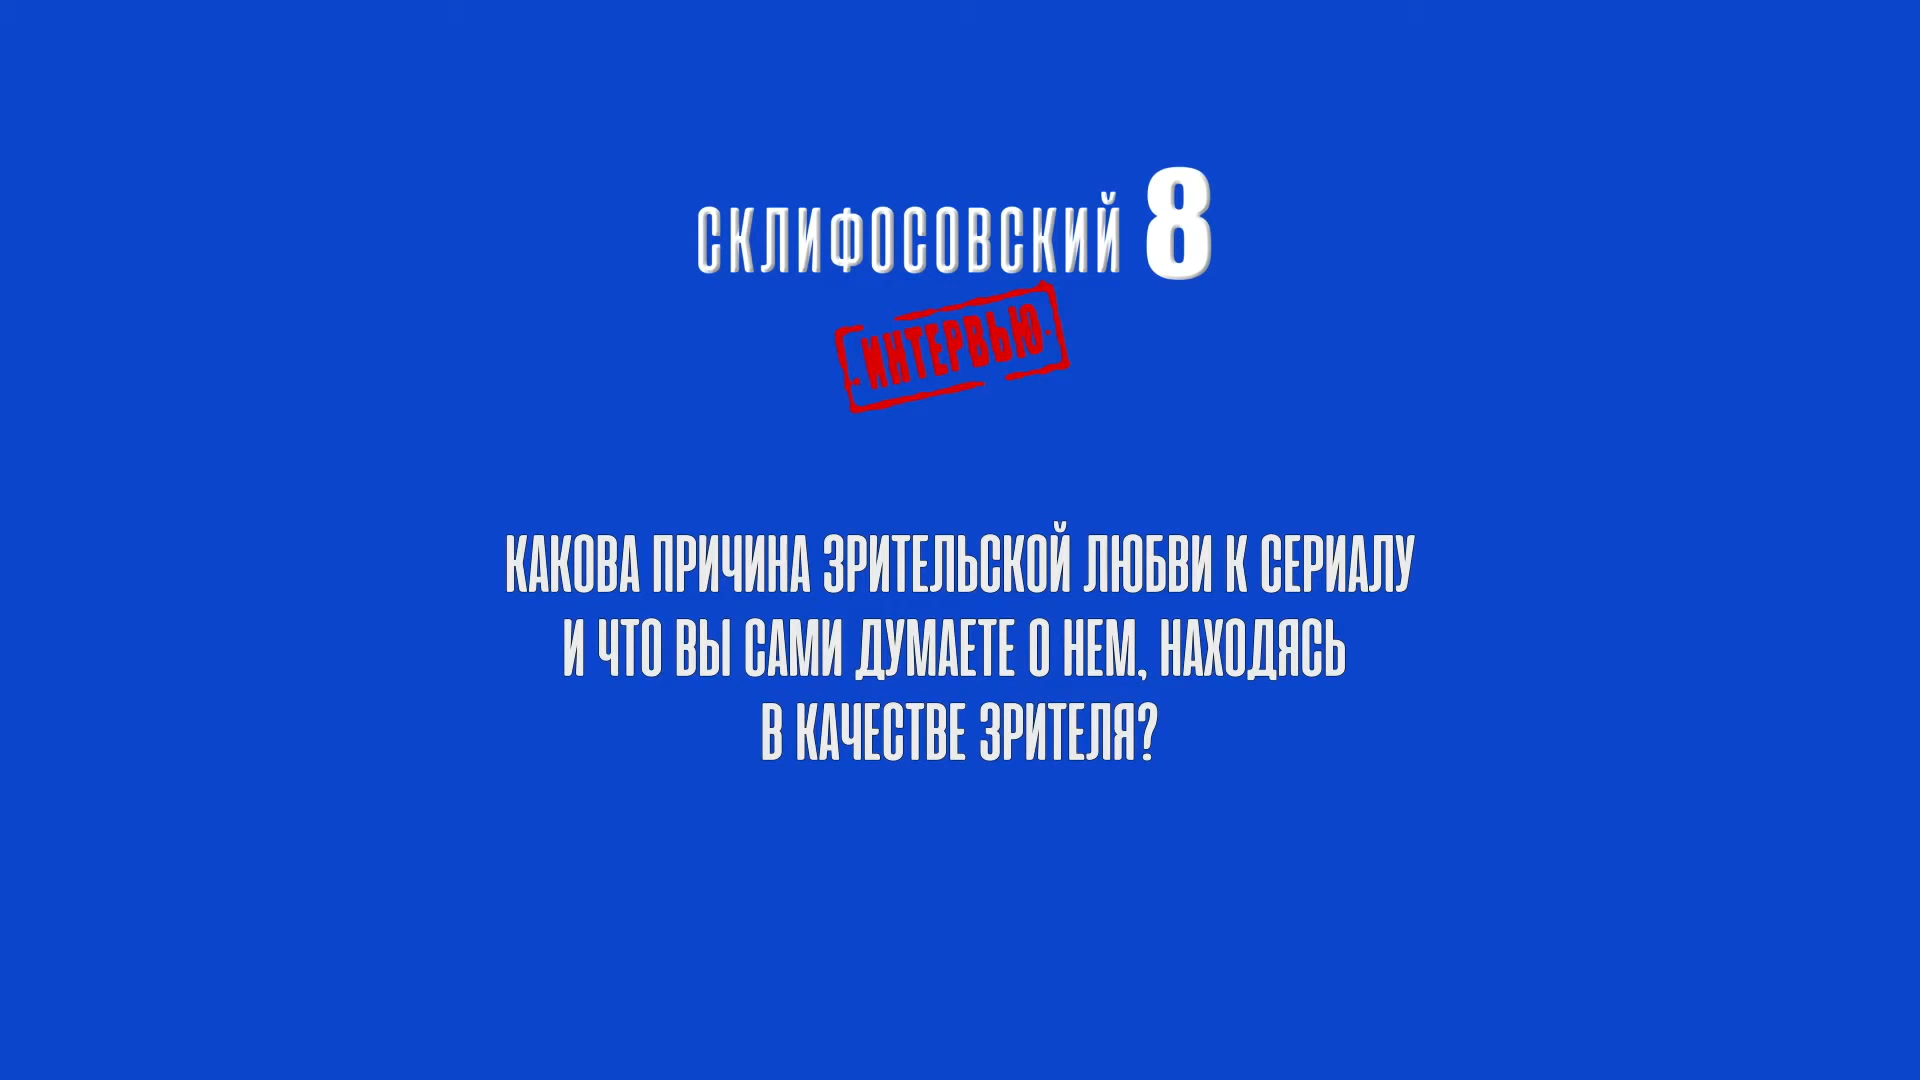 СКЛИФОСОВСКИЙ 8
ИНТЕРВЬЮ
КАКОВА ПРИЧИНА ЗРИТЕЛЬСКОЙ ЛЮБВИ К СЕРИАЛУ
И ЧТО ВЫ САМИ ДУМАЕТЕ О НЕМ, НАХОДЯСЬ
В КАЧЕСТВЕ ЗРИТЕЛЯ?